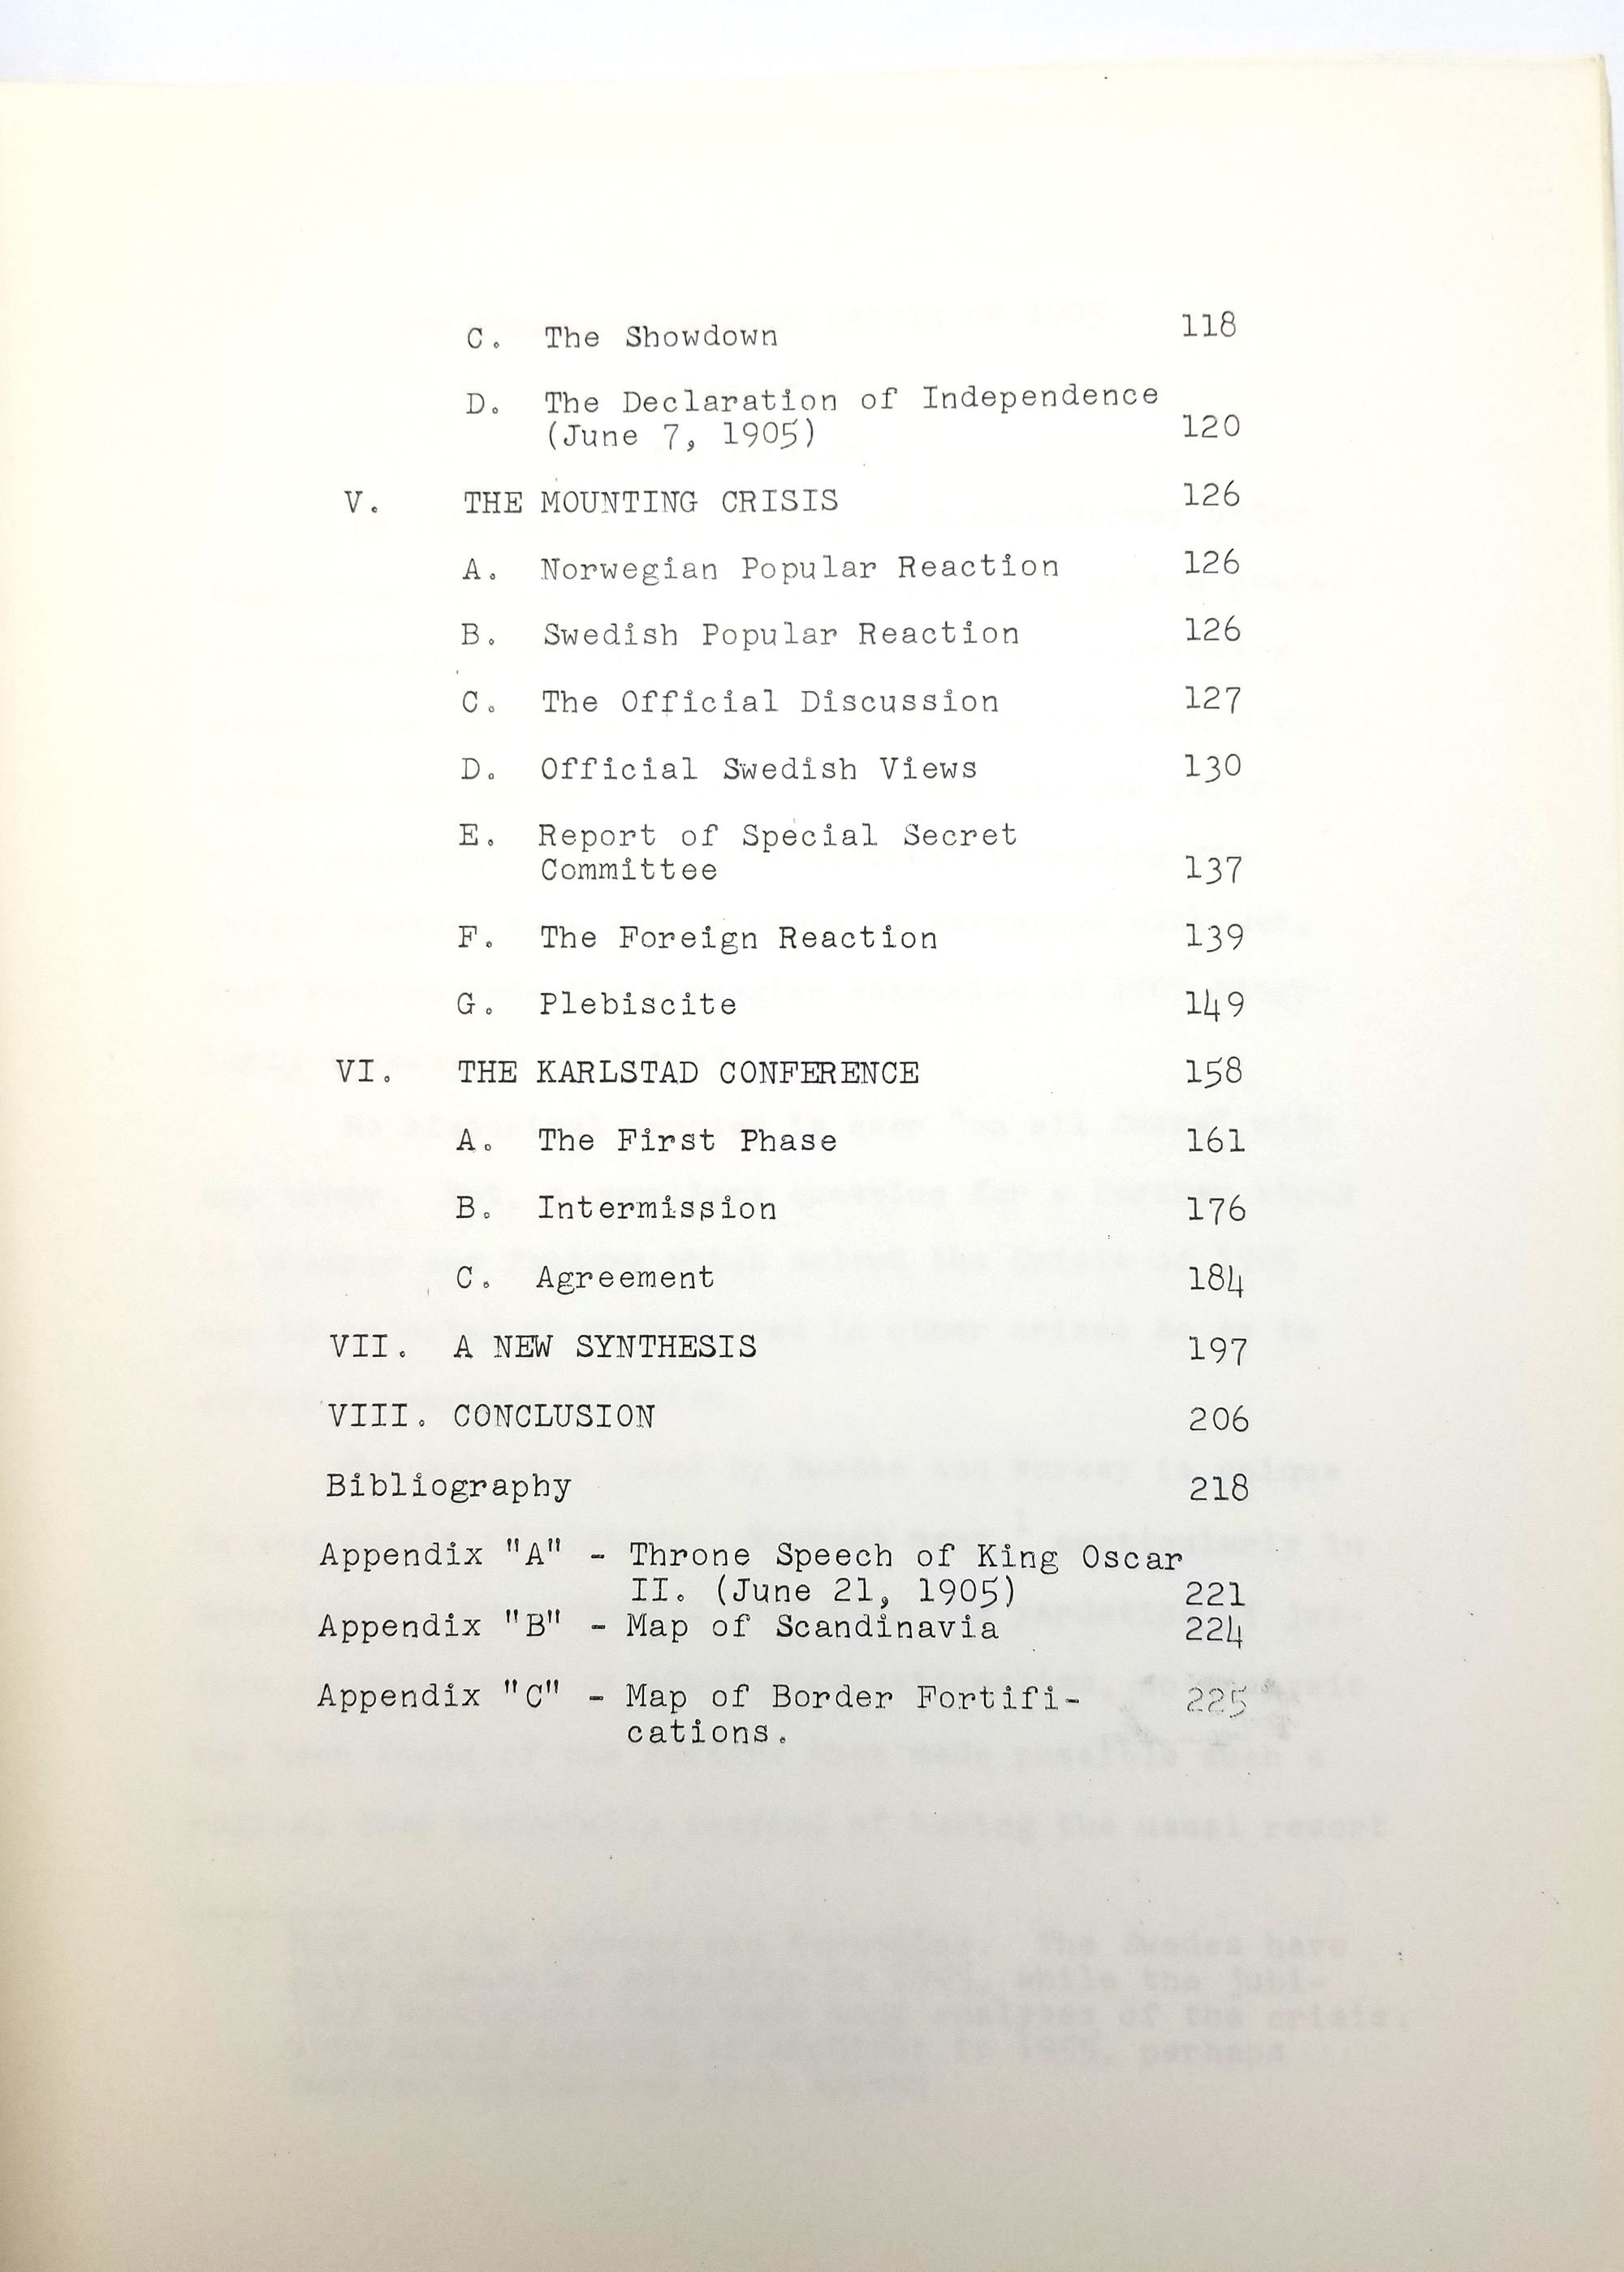 C. The Showdown 118
D. The Declaration of Independence
(June 7, 1905) 120
V. THE MOUNTING CRISIS 126
A. Norwegian Popular Reaction 126
B. Swedish Popular Reaction 126
C. The Official Discussion 127
D. Official Swedish Views 130
E. Report of Special Secret
Committee 137
F. The Foreign Reaction 139
G. Plebiscite 149
VI. THE KARLSTAD CONFERENCE 158
A. The First Phase 161
B. Intermission 176
C. Agreement 184
VII. A NEW SYNTHESIS 197
VIII. CONCLUSION 206
Bibliography 218
Appendix "A" - Throne Speech of King Oscar
II. (June 21, 1905) 221
Appendix "B" - Map of Scandinavia 224
Appendix "C" - Map of Border Fortifi- 225
cations.